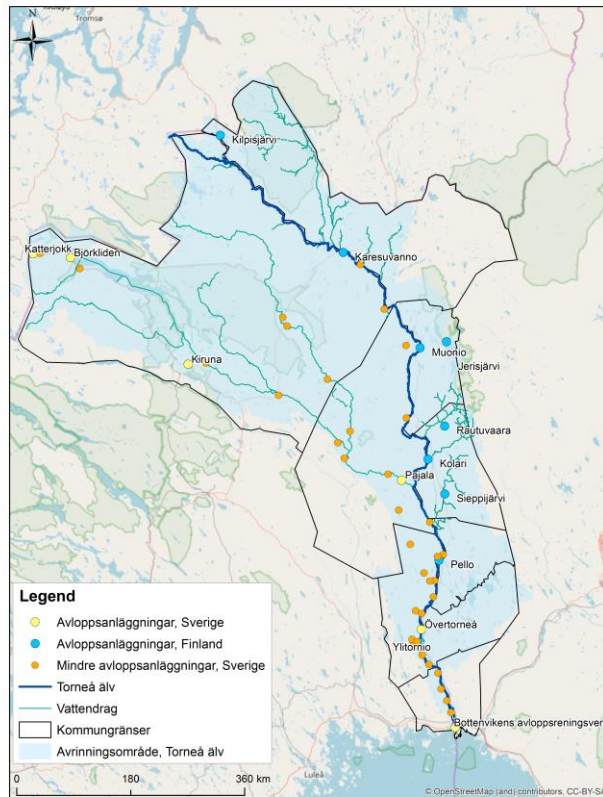 Tromsø
Kilpisjärvi
Katterjokk
Björkliden
Karesuvanno
Kiruna
Muonio
Jerisjärvi
Rautuvaara
Kolari
Pajala
Sieppijärvi
Pello
Övertorneå
Ylitornio
Bottenvikens avloppsreningsver
Luleå
Legend
Avloppsanläggningar, Sverige
Avloppsanläggningar, Finland
Mindre avloppsanläggningar, Sverige
Torneå älv
Vattendrag
Kommungränser
Avrinningsområde, Torneå älv
0 180 360 km
© OpenStreetMap (and) contributors, CC-BY-SA